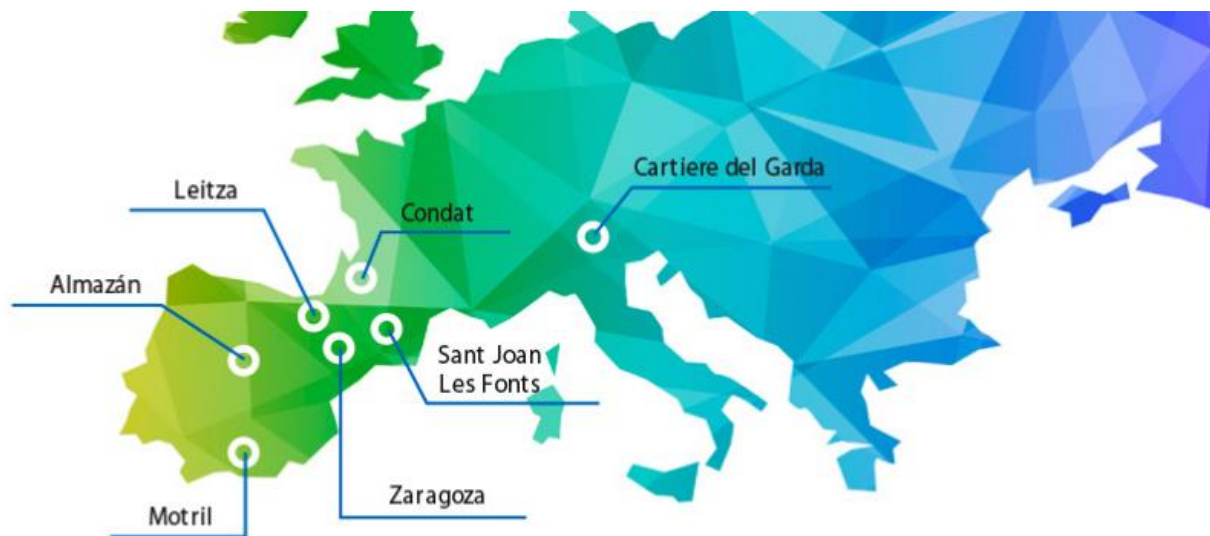 Cartiere del Garda
Leitza
Condat
Almazán
Sant Joan
Les Fonts
Zaragoza
Motril